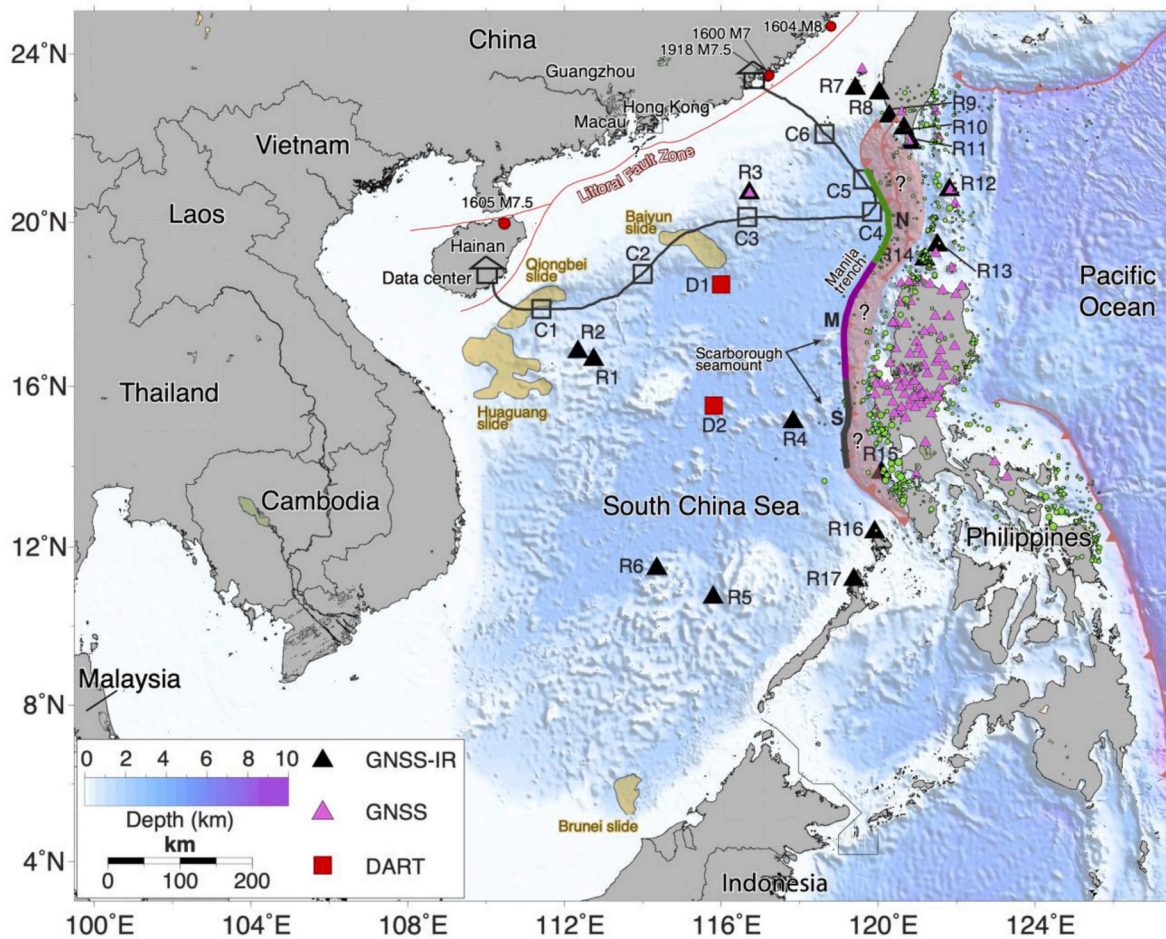 24°N
20°N
16°N
12°N
8°N
4°N
100°E
104°E
108°E
112°E
116°E
120°E
124°E
China
1600 M7
1604 M8
1918 M7.5
Guangzhou
Hong Kong
Macau
?
Littoral Fault Zone
Vietnam
Laos
1605 M7.5
Hainan
Data center
Qiongbei
slide
Baiyun
slide
Huaguang
slide
Thailand
Cambodia
Malaysia
R7
R8
R9
R10
R11
R12
R3
R13
R14
C6
C5
C4
C3
C2
C1
?
N
Manila
trench
?
M
Scarborough
seamount
S
?
R15
D1
D2
R2
R1
R4
South China Sea
R16
R17
R6
R5
Philippines
Pacific
Ocean
Brunei slide
Indonesia
0 2 4 6 8 10
Depth (km)
km
0 100 200
GNSS-IR
GNSS
DART